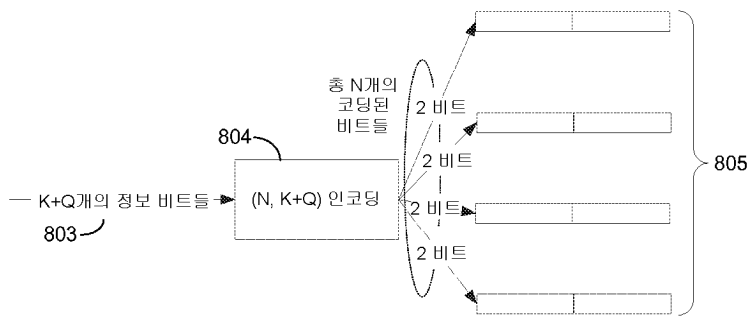 총 N개의
코딩된
비트들
2 비트
804
2 비트
805
K+Q개의 정보 비트들
(N, K+Q) 인코딩
2 비트
803
2 비트